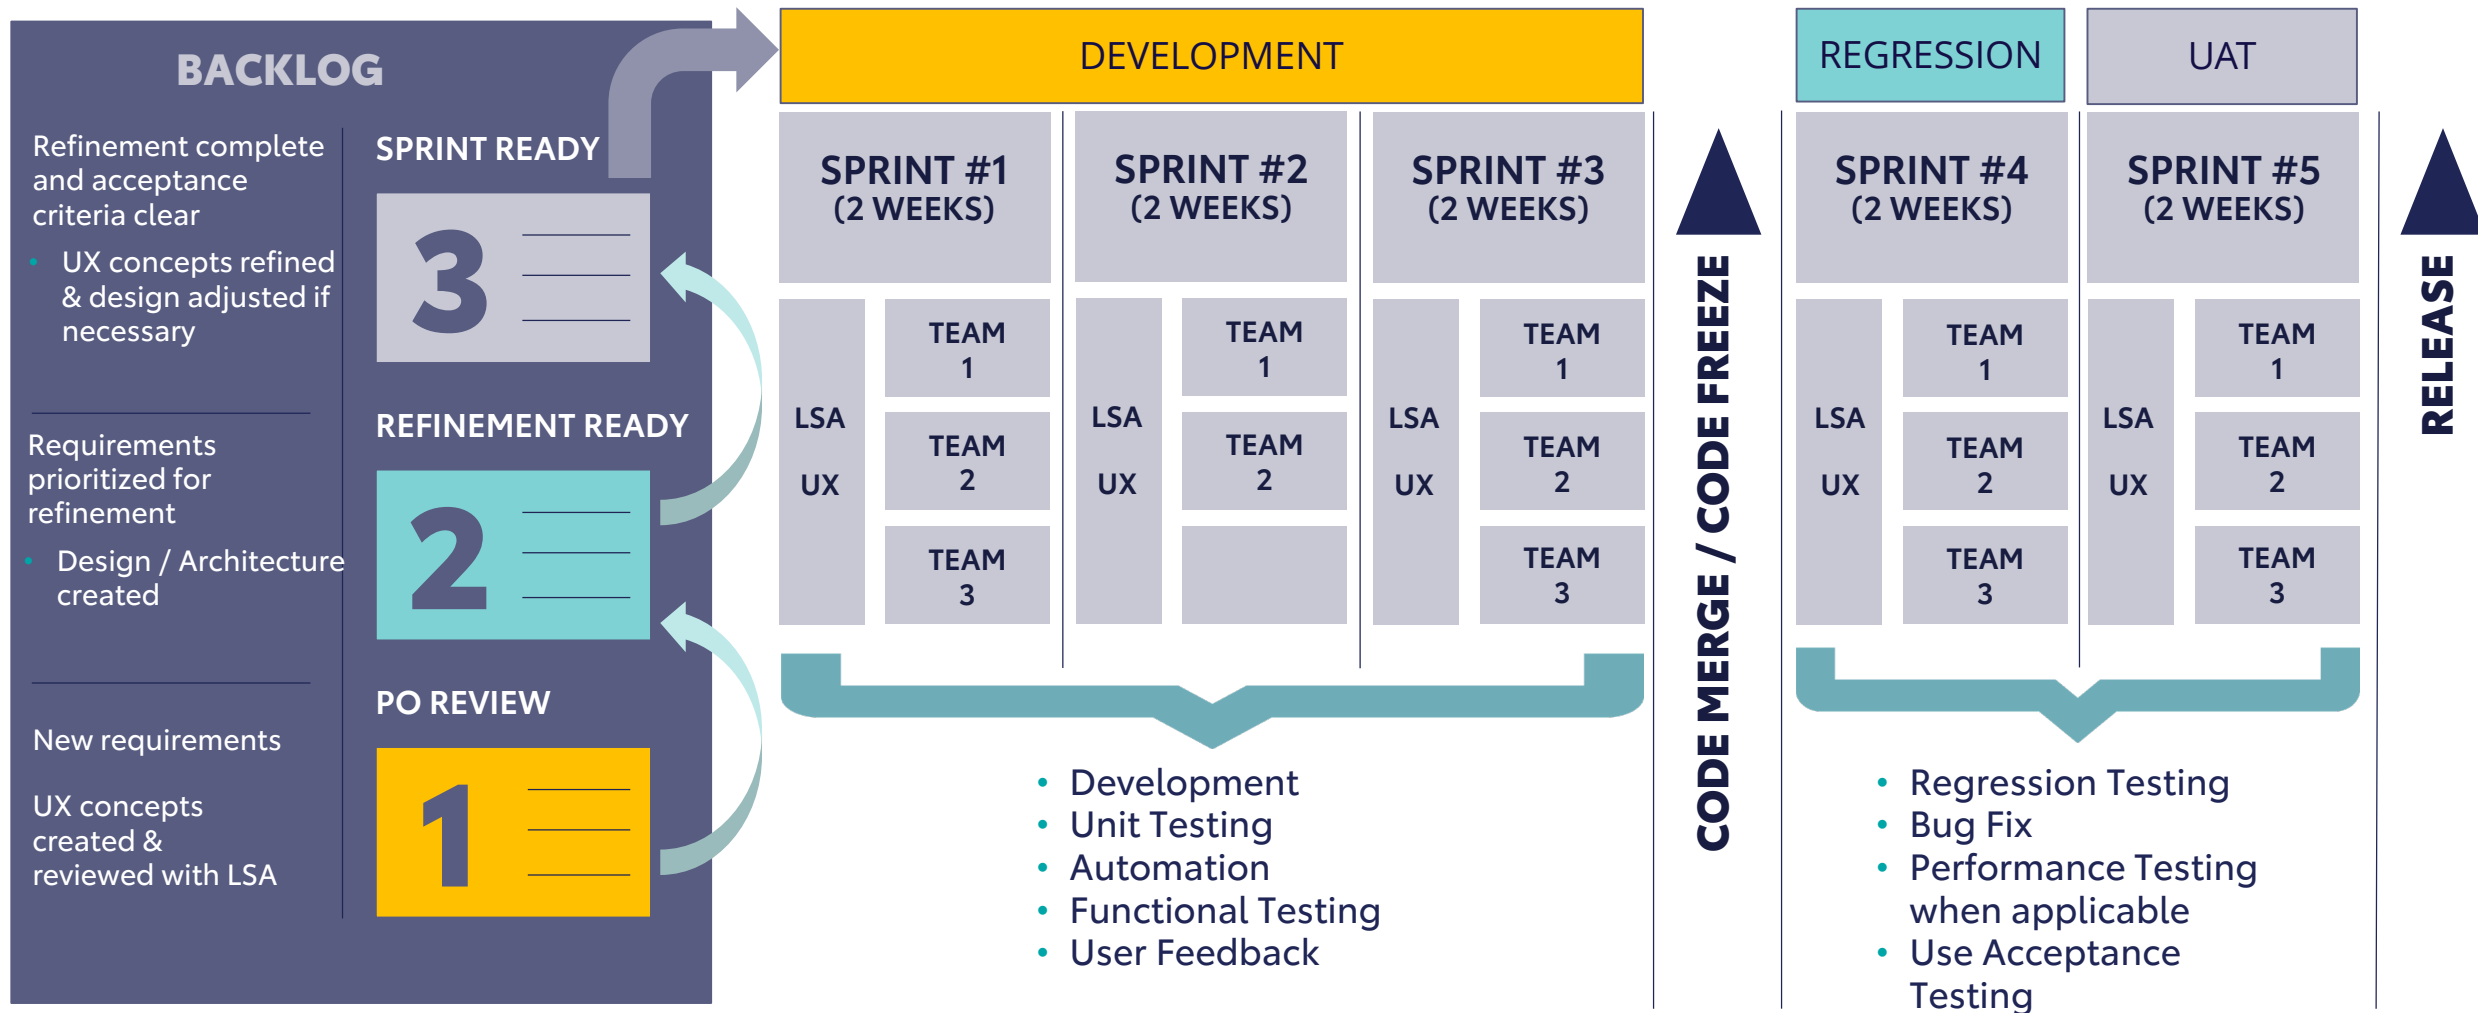 BACKLOG
Refinement complete
and acceptance
criteria clear
• UX concepts refined
& design adjusted if
necessary
SPRINT READY
3
Requirements
prioritized for
refinement
• Design / Architecture
created
REFINEMENT READY
2
New requirements
UX concepts
created &
reviewed with LSA
PO REVIEW
1
DEVELOPMENT
SPRINT #1
(2 WEEKS)
LSA
UX
TEAM
1
TEAM
2
TEAM
3
SPRINT #2
(2 WEEKS)
LSA
UX
TEAM
1
TEAM
2
SPRINT #3
(2 WEEKS)
LSA
UX
TEAM
1
TEAM
2
TEAM
3
• Development
• Unit Testing
• Automation
• Functional Testing
• User Feedback
CODE MERGE / CODE FREEZE
REGRESSION
SPRINT #4
(2 WEEKS)
LSA
UX
TEAM
1
TEAM
2
TEAM
3
UAT
SPRINT #5
(2 WEEKS)
LSA
UX
TEAM
1
TEAM
2
TEAM
3
• Regression Testing
• Bug Fix
• Performance Testing
when applicable
• Use Acceptance
Testing
RELEASE